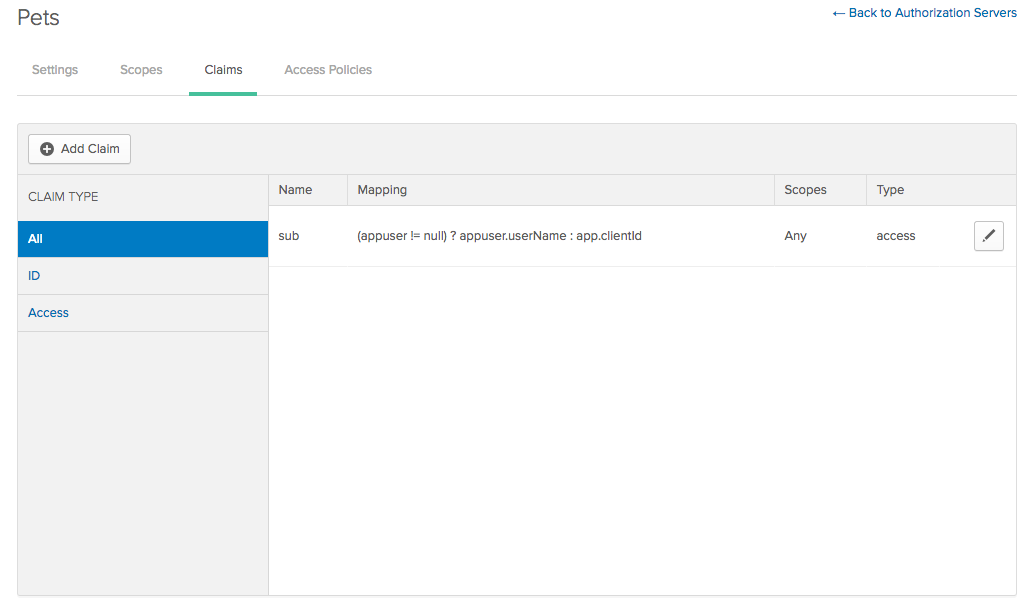 Pets
← Back to Authorization Servers
Settings Scopes Claims Access Policies
Add Claim
CLAIM TYPE
All
ID
Access
Name Mapping Scopes Type
sub (appuser != null) ? appuser.userName : app.clientId Any access